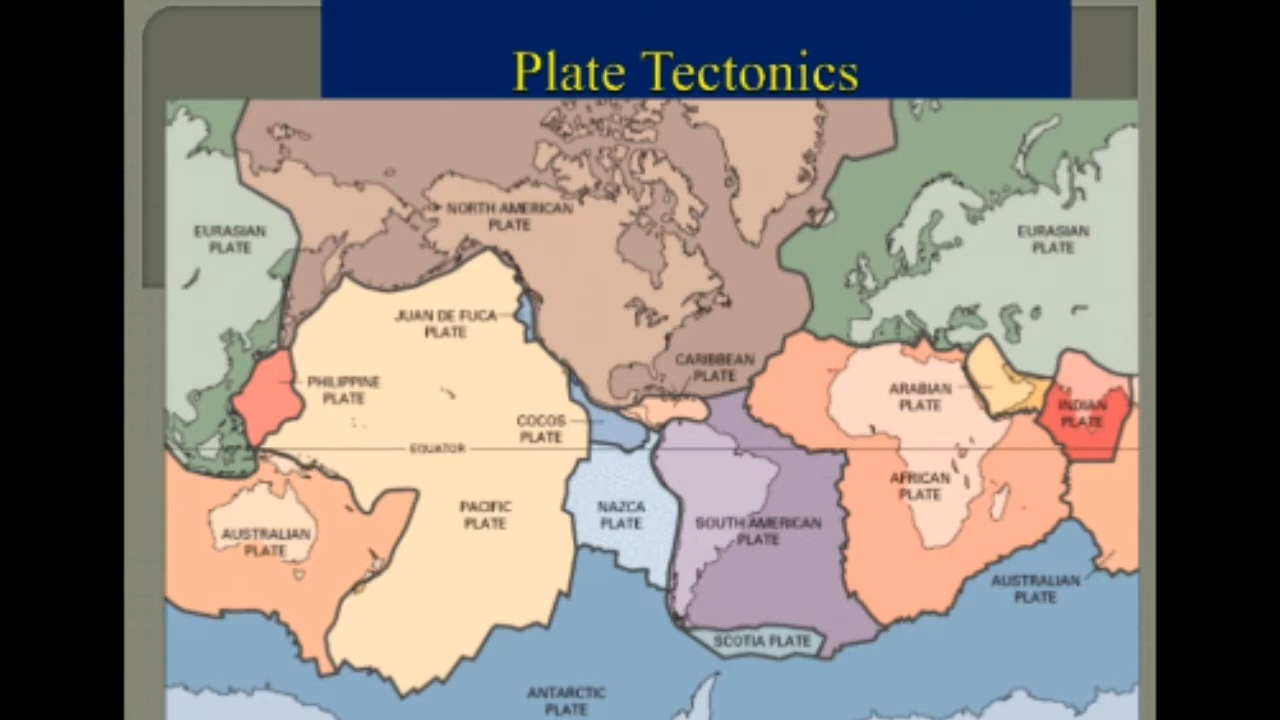 Plate Tectonics
NORTH AMERICAN
PLATE
EURASIAN
PLATE
EURASIAN
PLATE
JUAN DE FUCA
PLATE
CARIBBEAN
PLATE
PHILIPPINE
PLATE
ARABIAN
PLATE
INDIAN
PLATE
COCOS
PLATE
EQUATOR
AFRICAN
PLATE
PACIFIC
PLATE
NAZCA
PLATE
SOUTH AMERICAN
PLATE
AUSTRALIAN
PLATE
AUSTRALIAN
PLATE
SCOTIA PLATE
ANTARCTIC
PLATE